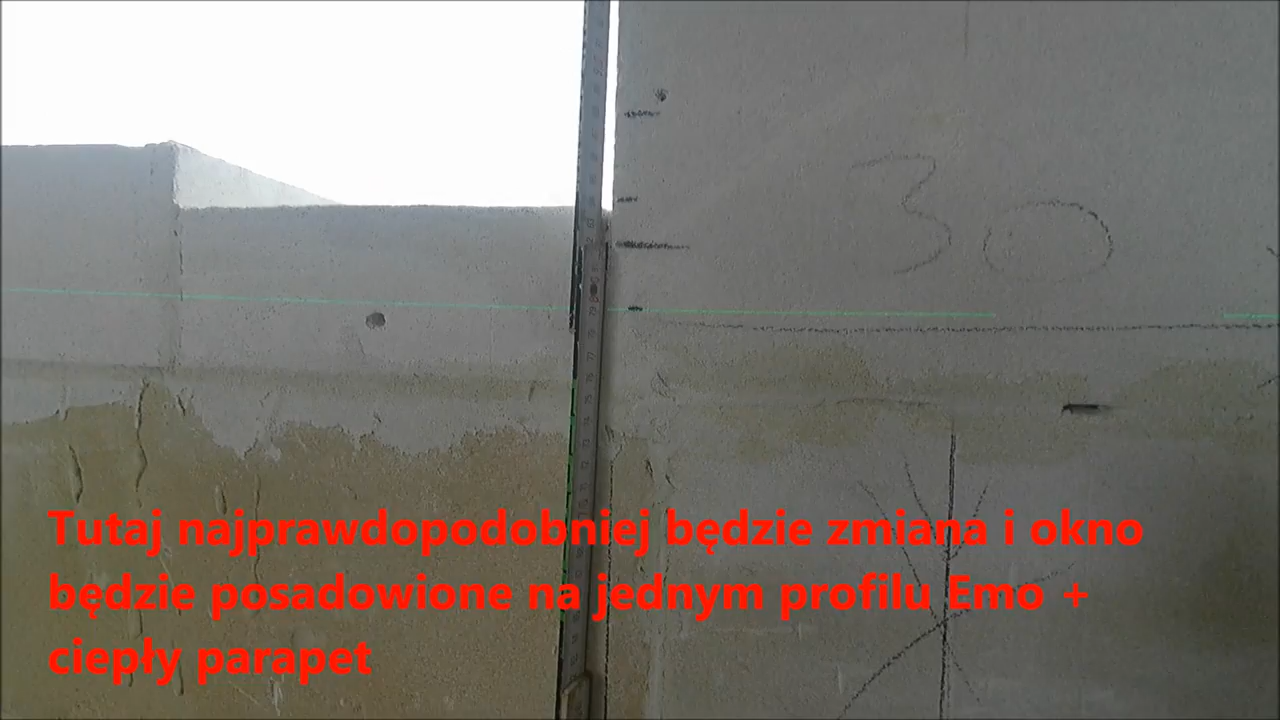 30
Tutaj najprawdopodobniej będzie zmiana i okno
będzie posadowione na jednym profilu Emo +
ciepły parapet